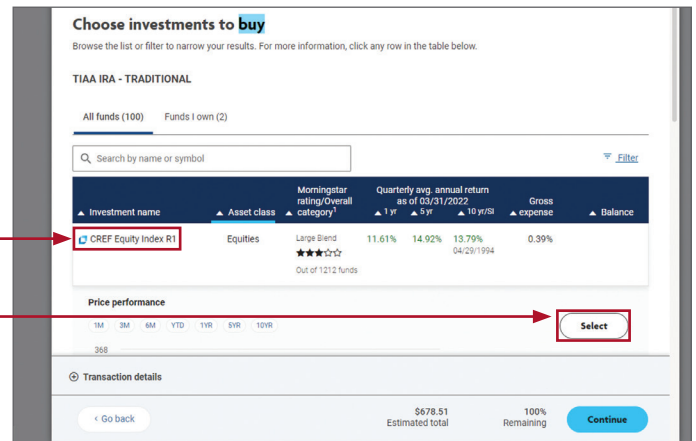 Choose investments to buy
Browse the list or filter to narrow your results. For more information, click any row in the table below.
TIAA IRA - TRADITIONAL
All funds (100) Funds I own (2)
Search by name or symbol
Filter
Investment name Asset class Morningstar rating/Overall category1 Quarterly avg. annual return as of 03/31/2022 1 yr 5 yr 10 yr/SI Gross expense Balance
CREF Equity Index R1 Equities Large Blend 11.61% 14.92% 13.79% 0.39%
★★★☆☆ 04/29/1994
Out of 1212 funds
Price performance
1M 3M 6M YTD 1YR 5YR 10YR
Select
368
Transaction details
Go back
$678.51 100%
Estimated total Remaining
Continue